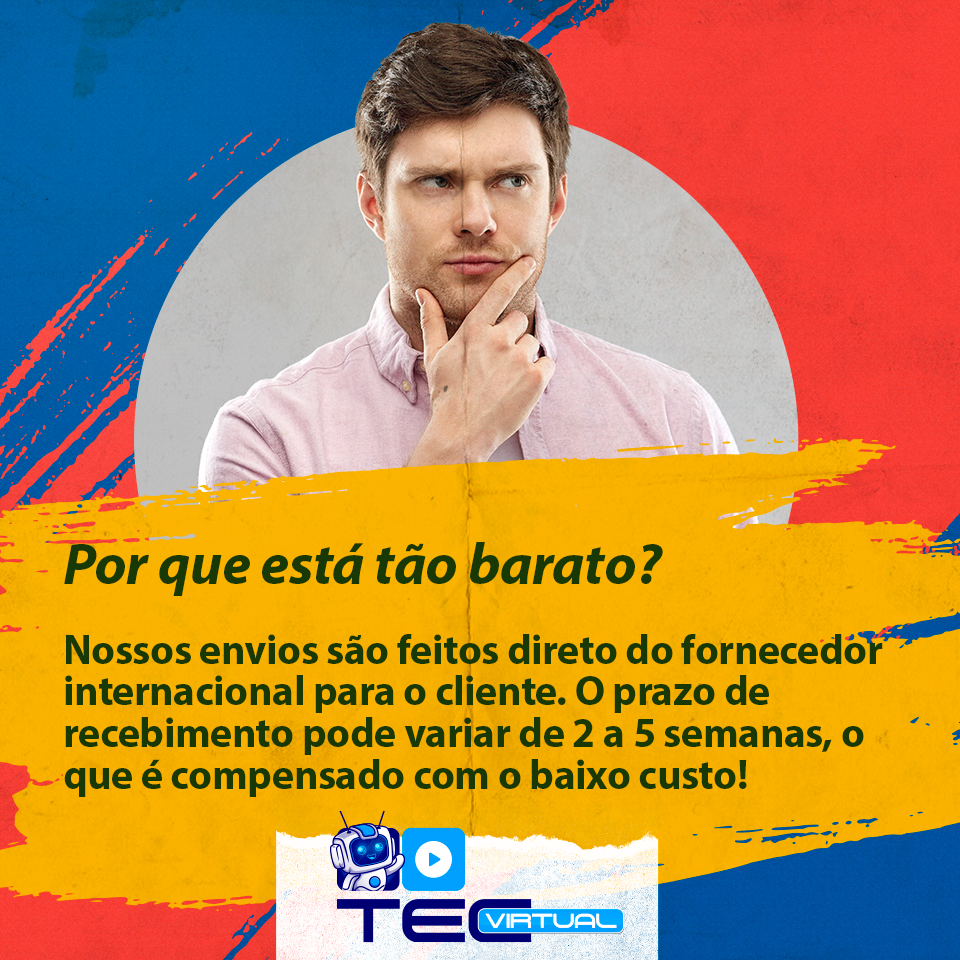 Por que está tão barato?
Nossos envios são feitos direto do fornecedor
internacional para o cliente. O prazo de
recebimento pode variar de 2 a 5 semanas, o
que é compensado com o baixo custo!
TEC VIRTUAL